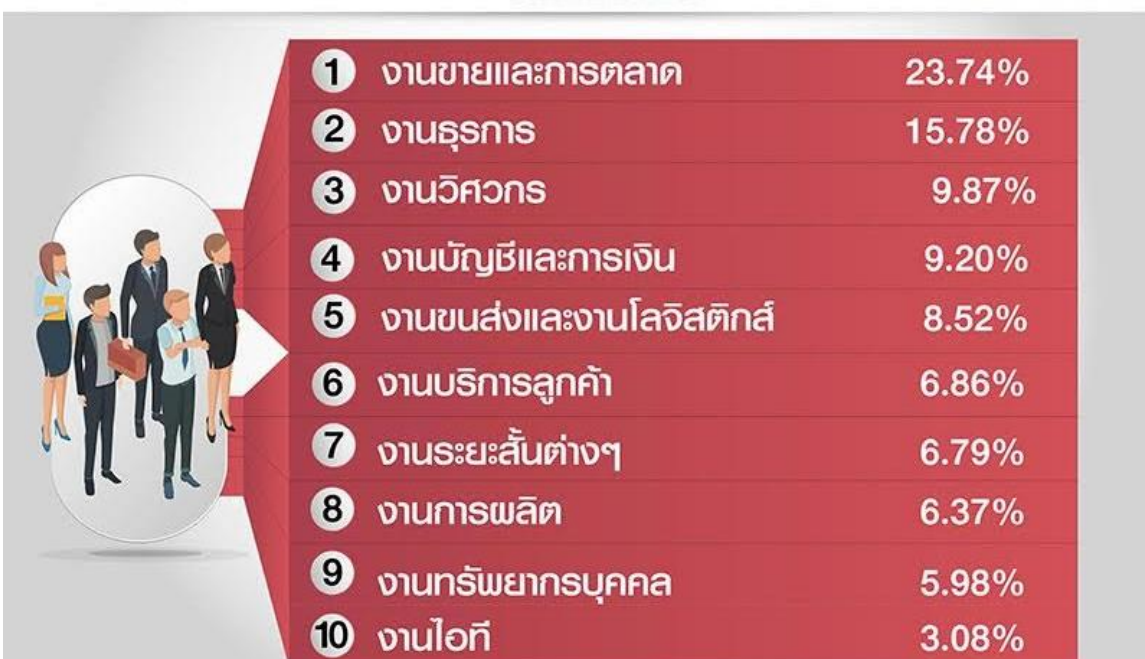 1 งานขายและการตลาด 23.74%
2 งานธุรการ 15.78%
3 งานวิศวกร 9.87%
4 งานบัญชีและการเงิน 9.20%
5 งานขนส่งและงานโลจิสติกส์ 8.52%
6 งานบริการลูกค้า 6.86%
7 งานระยะสั้นต่างๆ 6.79%
8 งานการผลิต 6.37%
9 งานทรัพยากรบุคคล 5.98%
10 งานไอที 3.08%